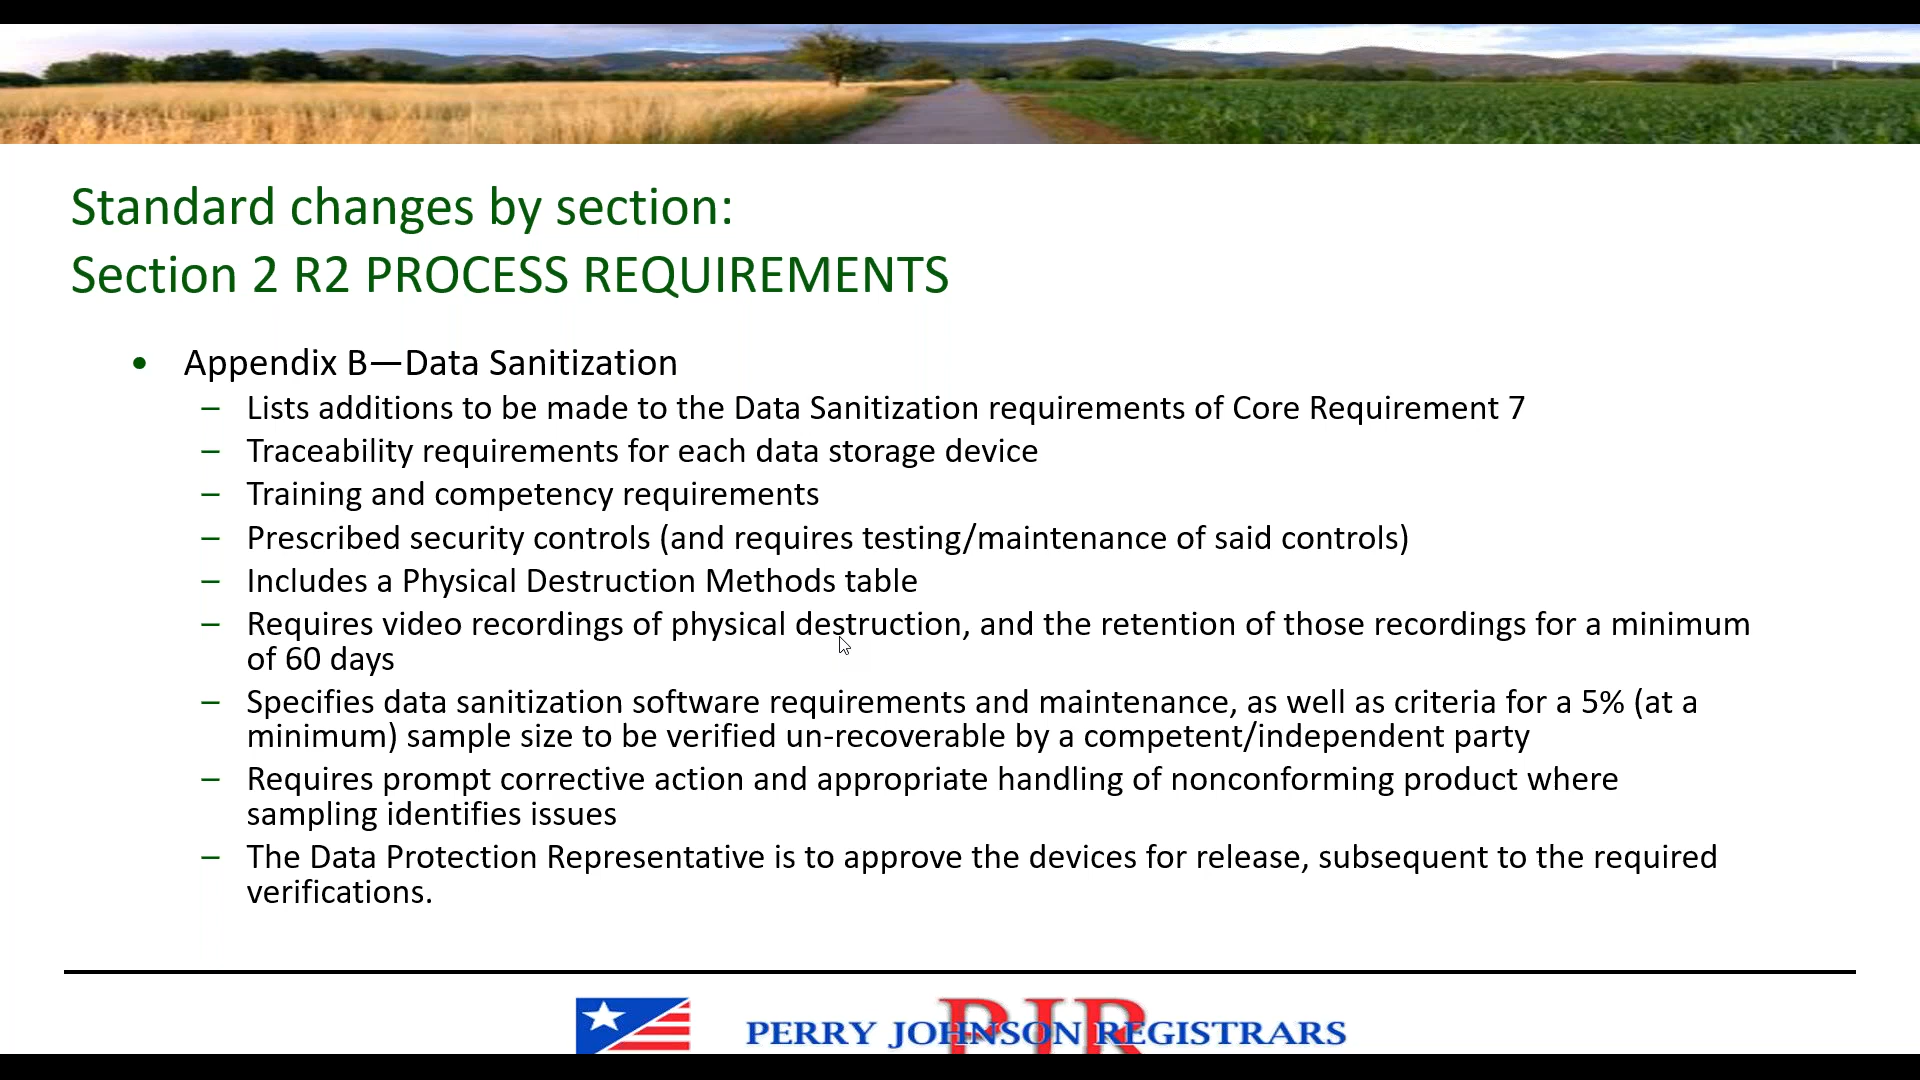 Standard changes by section:
Section 2 R2 PROCESS REQUIREMENTS
• Appendix B—Data Sanitization
– Lists additions to be made to the Data Sanitization requirements of Core Requirement 7
– Traceability requirements for each data storage device
– Training and competency requirements
– Prescribed security controls (and requires testing/maintenance of said controls)
– Includes a Physical Destruction Methods table
– Requires video recordings of physical destruction, and the retention of those recordings for a minimum
of 60 days
– Specifies data sanitization software requirements and maintenance, as well as criteria for a 5% (at a
minimum) sample size to be verified un-recoverable by a competent/independent party
– Requires prompt corrective action and appropriate handling of nonconforming product where
sampling identifies issues
– The Data Protection Representative is to approve the devices for release, subsequent to the required
verifications.
PJR
PERRY JOHNSON REGISTRARS